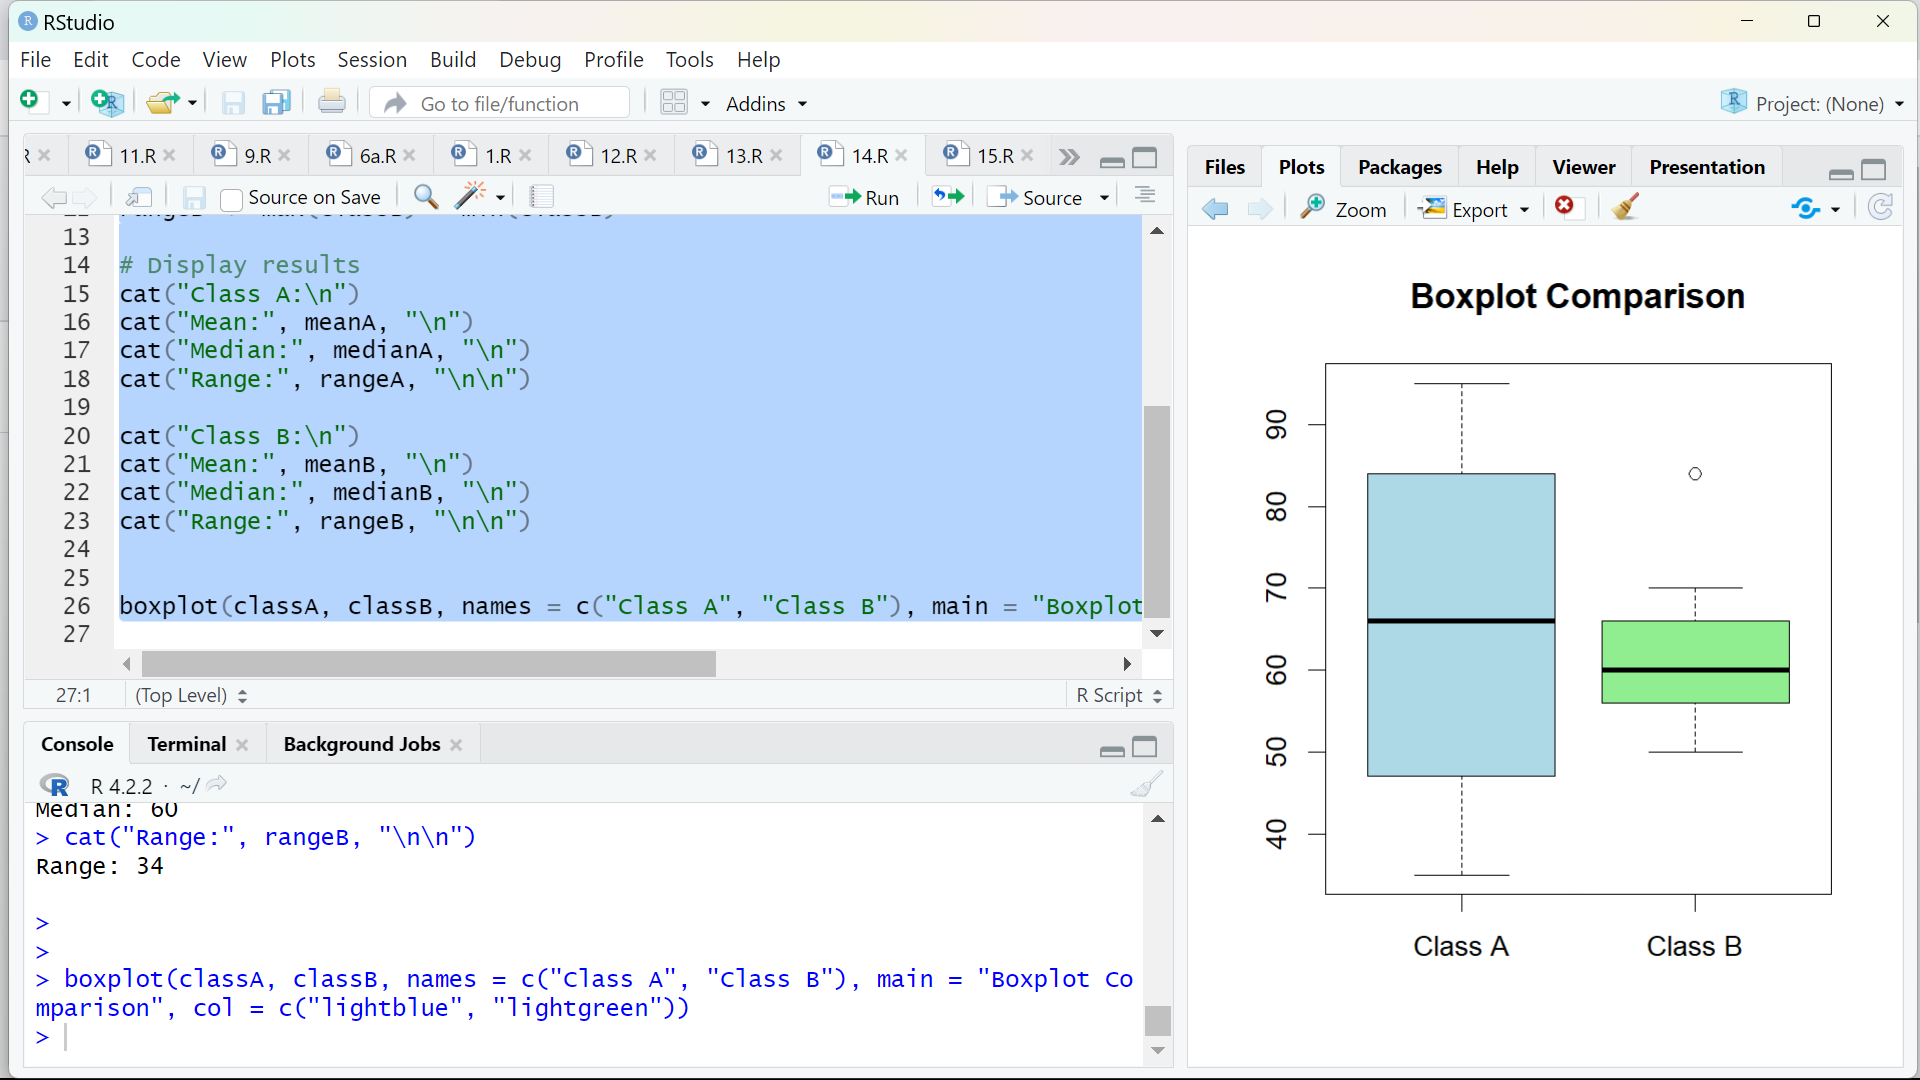 RStudio
File Edit Code View Plots Session Build Debug Profile Tools Help
Go to file/function Addins Project: (None)
11.R 9.R 6a.R 1.R 12.R 13.R 14.R 15.R
Source on Save Run Source
13
14 # Display results
15 cat("Class A:\n")
16 cat("Mean:", meanA, "\n")
17 cat("Median:", medianA, "\n")
18 cat("Range:", rangeA, "\n\n")
19
20 cat("Class B:\n")
21 cat("Mean:", meanB, "\n")
22 cat("Median:", medianB, "\n")
23 cat("Range:", rangeB, "\n\n")
24
25
26 boxplot(classA, classB, names = c("Class A", "Class B"), main = "Boxplot
27
27:1 (Top Level) R Script
Console Terminal Background Jobs
R 4.2.2 · ~/
Median: 60
> cat("Range:", rangeB, "\n\n")
Range: 34
>
>
> boxplot(classA, classB, names = c("Class A", "Class B"), main = "Boxplot Co
mparison", col = c("lightblue", "lightgreen"))
>
Files Plots Packages Help Viewer Presentation
Zoom Export
Boxplot Comparison
90
80
70
60
50
40
Class A Class B